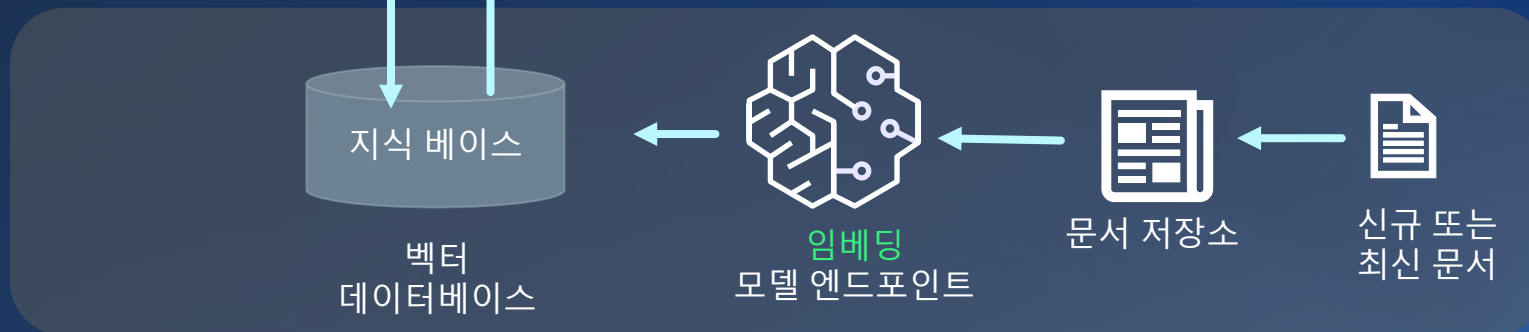 지식 베이스
벡터
데이터베이스
임베딩
모델 엔드포인트
문서 저장소
신규 또는
최신 문서